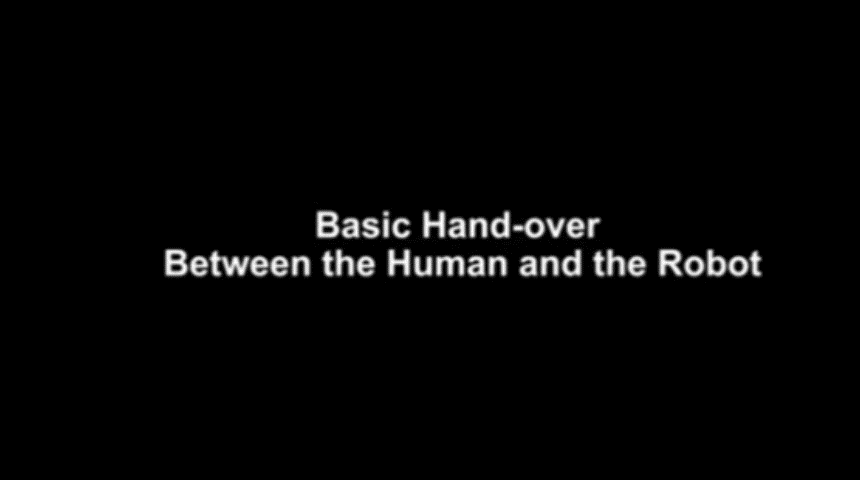 Basic Hand-over
Between the Human and the Robot